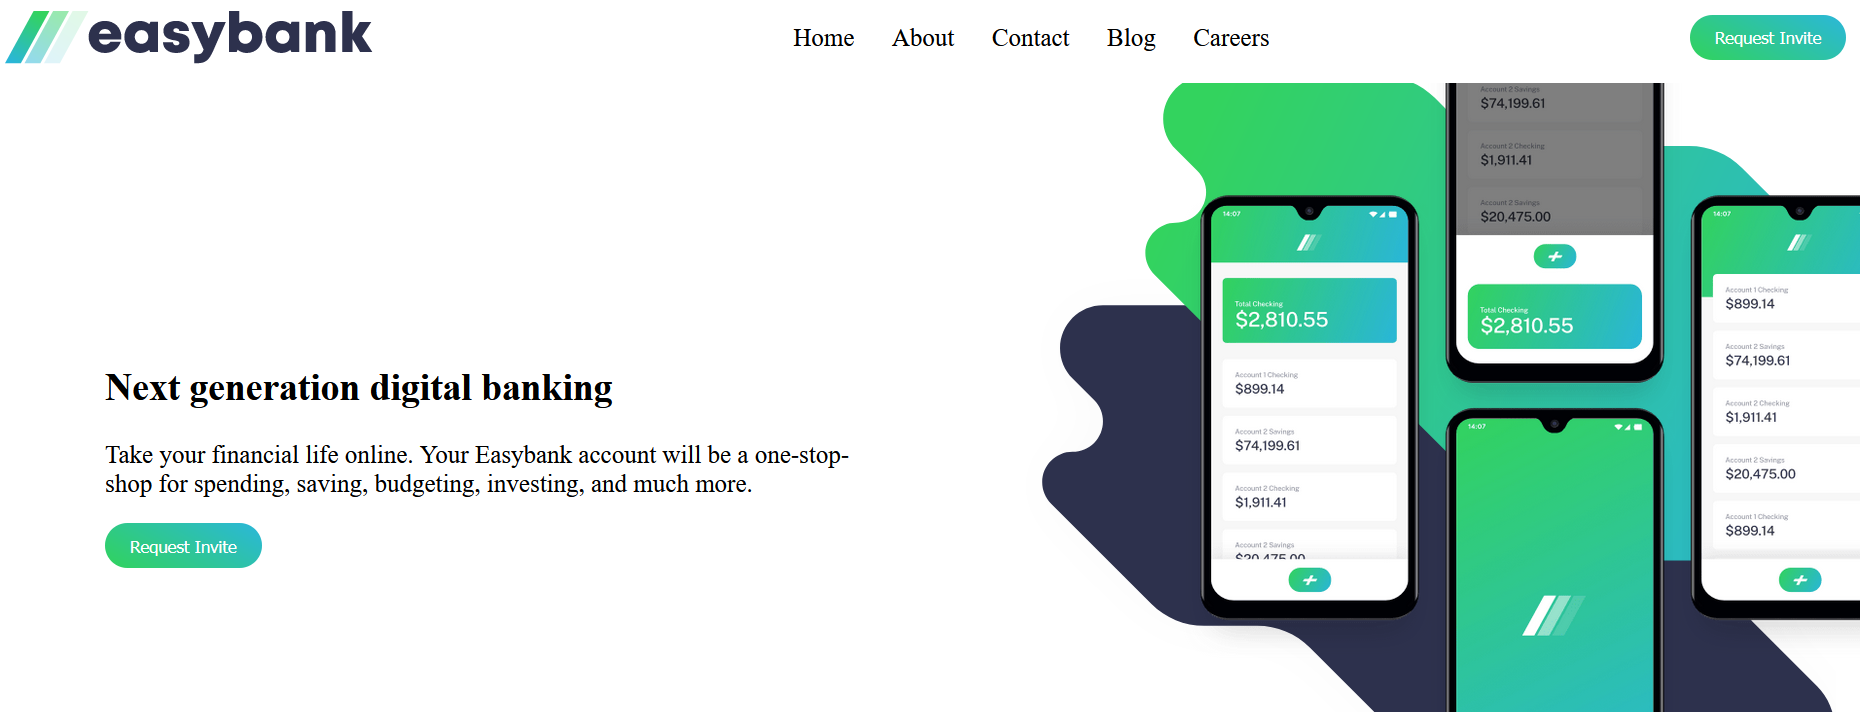 easybank
Home About Contact Blog Careers
Request Invite
Next generation digital banking
Take your financial life online. Your Easybank account will be a one-stop-
shop for spending, saving, budgeting, investing, and much more.
Request Invite
14:07
Total Checking
$2,810.55
Account 1 Checking
$899.14
Account 2 Savings
$74,199.61
Account 2 Checking
$1,911.41
Account 2 Savings
$20,475.00
Account 2 Savings
$74,199.61
Account 2 Checking
$1,911.41
Account 2 Savings
$20,475.00
Total Checking
$2,810.55
14:07
14:07
Account 1 Checking
$899.14
Account 2 Savings
$74,199.61
Account 2 Checking
$1,911.41
Account 2 Savings
$20,475.00
Account 1 Checking
$899.14